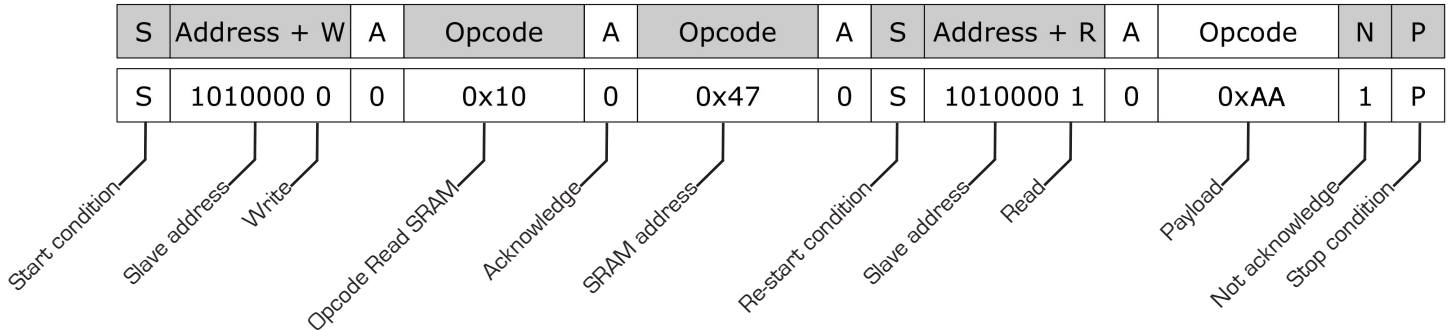 S Address + W A Opcode A Opcode A S Address + R A Opcode N P
S 1010000 0 0 0x10 0 0x47 0 S 1010000 1 0 0xAA 1 P
Start condition
Slave address
Write
Opcode Read SRAM
Acknowledge
SRAM address
Re-start condition
Slave address
Read
Payload
Not acknowledge
Stop condition